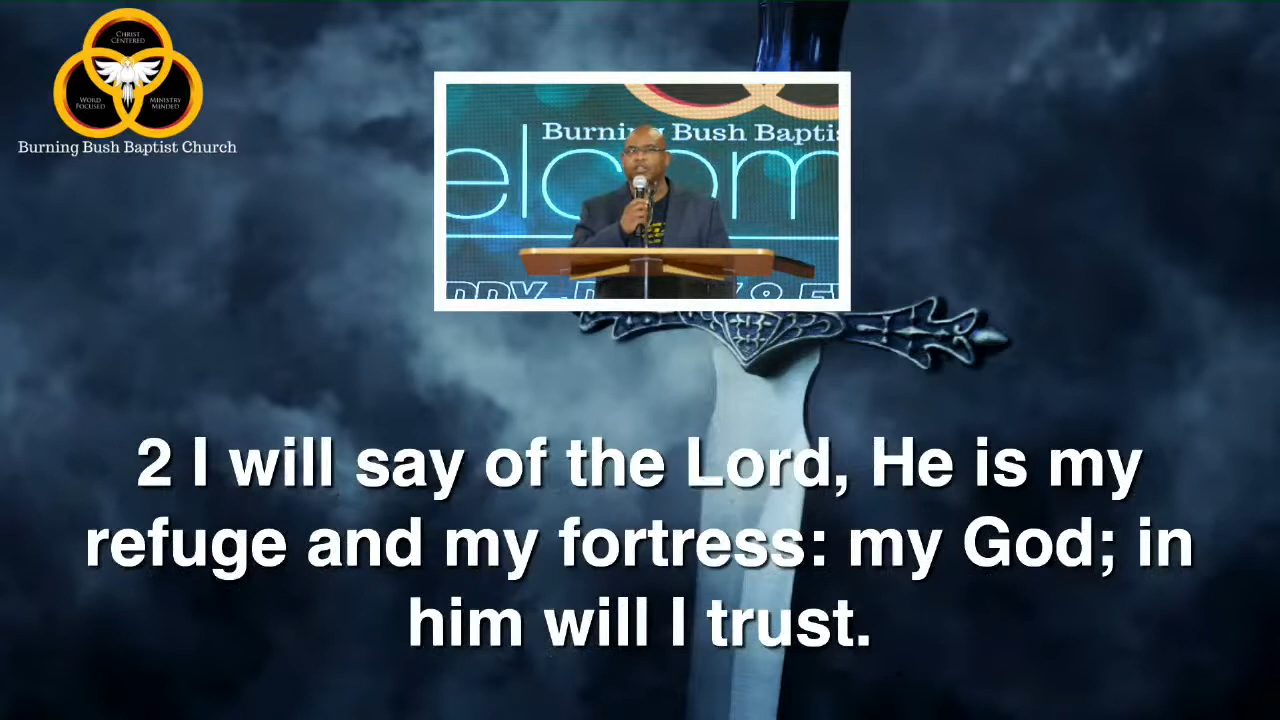 CHRIST
CENTERED
WORD
FOCUSED
MINISTRY
MINDED
Burning Bush Baptist Church
Burning Bush Baptis
elcom
2 I will say of the Lord, He is my
refuge and my fortress: my God; in
him will I trust.